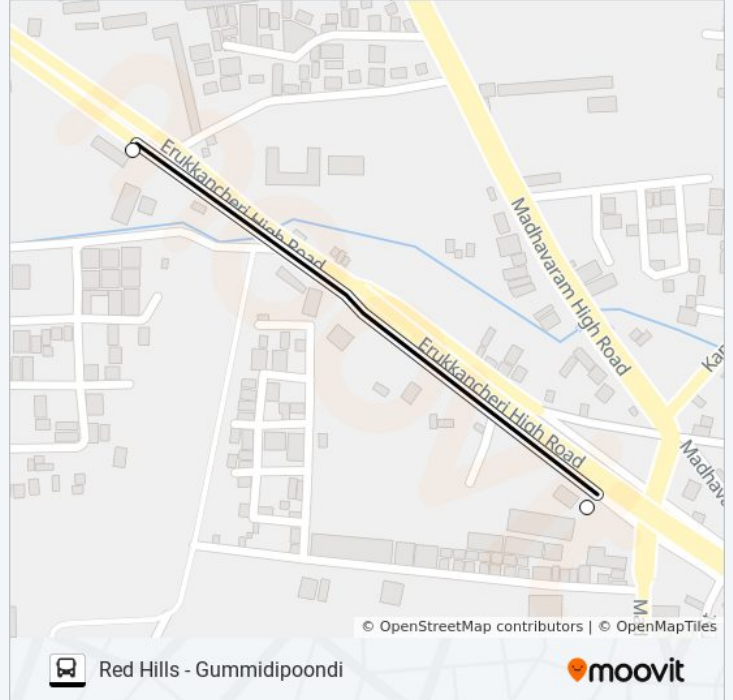 Erukkancheri High Road
Madhavaram High Road
Erukkancheri High Road
© OpenStreetMap contributors | © OpenMapTiles
Red Hills - Gummidipoondi
moovit